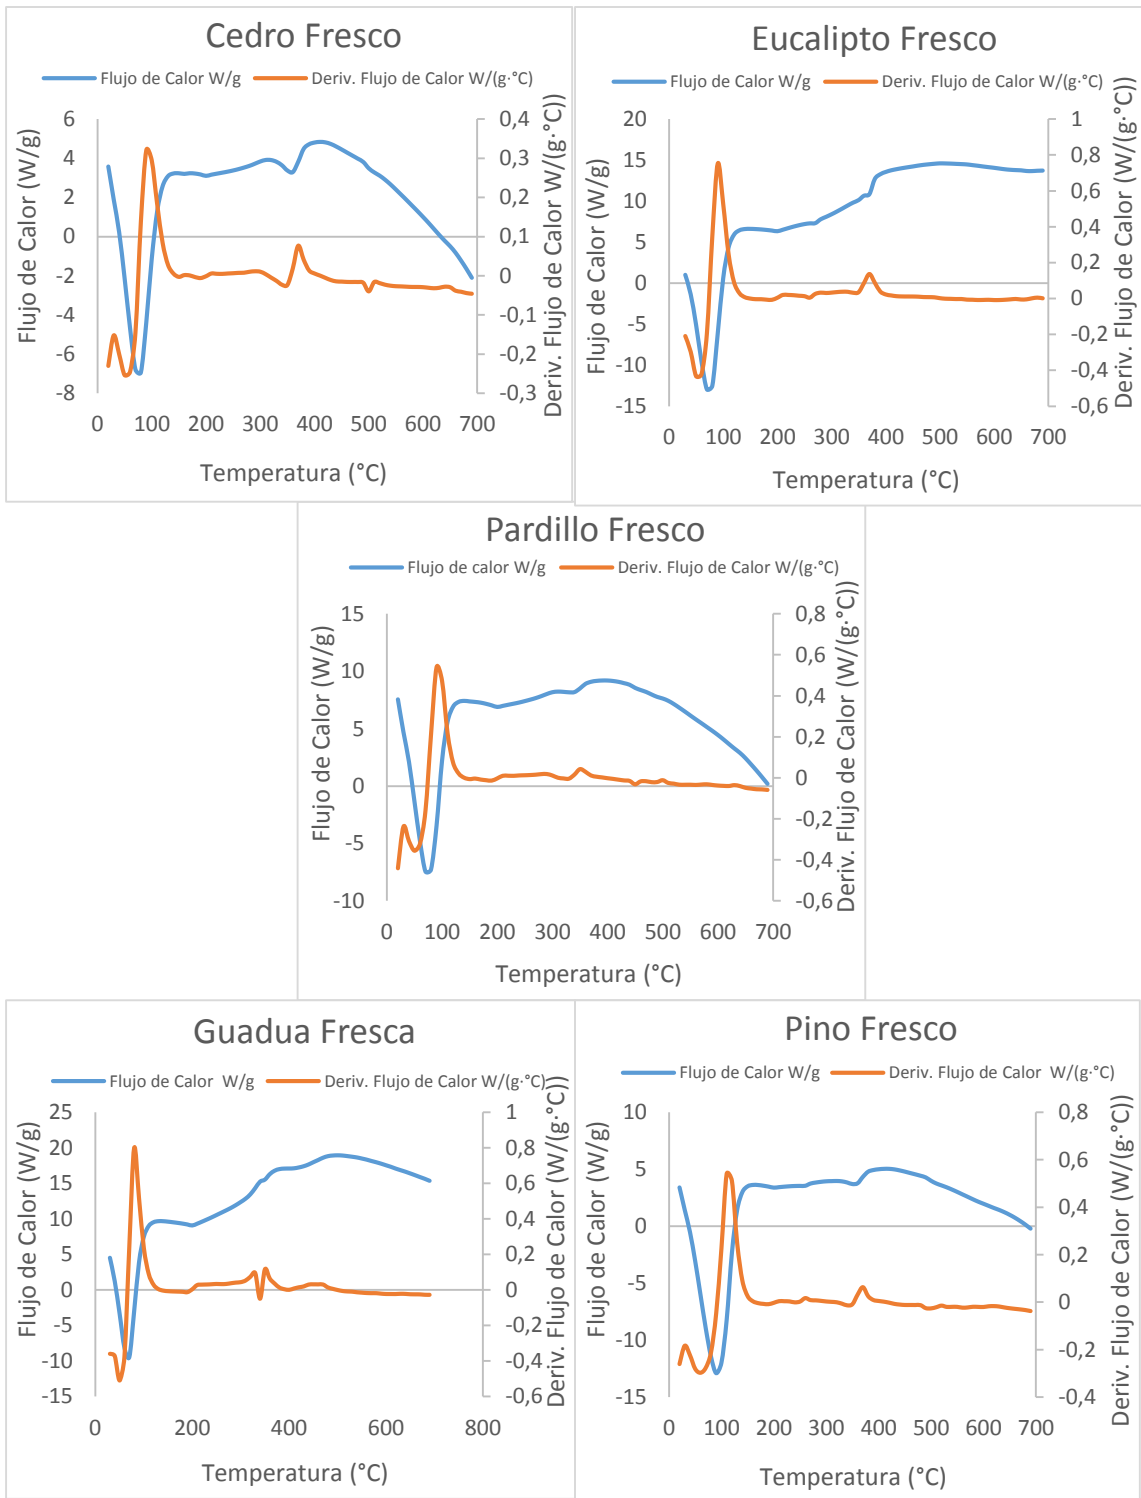 Cedro Fresco
Flujo de Calor W/g
Deriv. Flujo de Calor W/(g·°C)
Flujo de Calor (W/g)
6
4
2
0
-2
-4
-6
-8
0,4
0,3
0,2
0,1
0
-0,1
-0,2
-0,3
Deriv. Flujo de Calor W/(g·°C))
0 100 200 300 400 500 600 700
Temperatura (°C)
Eucalipto Fresco
Flujo de Calor W/g
Deriv. Flujo de Calor W/(g·°C)
Flujo de Calor (W/g)
20
15
10
5
0
-5
-10
-15
1
0,8
0,6
0,4
0,2
0
-0,2
-0,4
-0,6
Deriv. Flujo de Calor (W/(g·°C))
0 100 200 300 400 500 600 700
Temperatura (°C)
Pardillo Fresco
Flujo de calor W/g
Deriv. Flujo de Calor W/(g·°C)
Flujo de Calor (W/g)
15
10
5
0
-5
-10
0,8
0,6
0,4
0,2
0
-0,2
-0,4
-0,6
Deriv. Flujo de Calor (W/(g·°C))
0 100 200 300 400 500 600 700
Temperatura (°C)
Guadua Fresca
Flujo de Calor W/g
Deriv. Flujo de Calor W/(g·°C)
Flujo de Calor (W/g)
25
20
15
10
5
0
-5
-10
-15
1
0,8
0,6
0,4
0,2
0
-0,2
-0,4
-0,6
Deriv. Flujo de Calor (W/(g·°C))
0 200 400 600 800
Temperatura (°C)
Pino Fresco
Flujo de Calor W/g
Deriv. Flujo de Calor W/(g·°C)
Flujo de Calor (W/g)
10
5
0
-5
-10
-15
0,8
0,6
0,4
0,2
0
-0,2
-0,4
Deriv. Flujo de Calor (W/(g·°C))
0 100 200 300 400 500 600 700
Temperatura (°C)